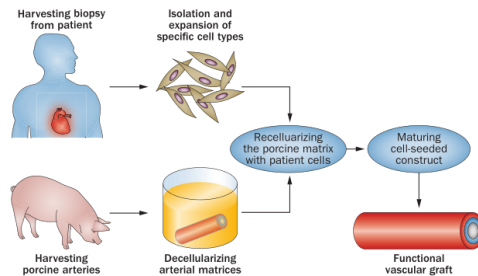 Harvesting biopsy
from patient
Isolation and
expansion of
specific cell types
Recelluarizing
the porcine matrix
with patient cells
Maturing
cell-seeded
construct
Harvesting
porcine arteries
Decellularizing
arterial matrices
Functional
vascular graft